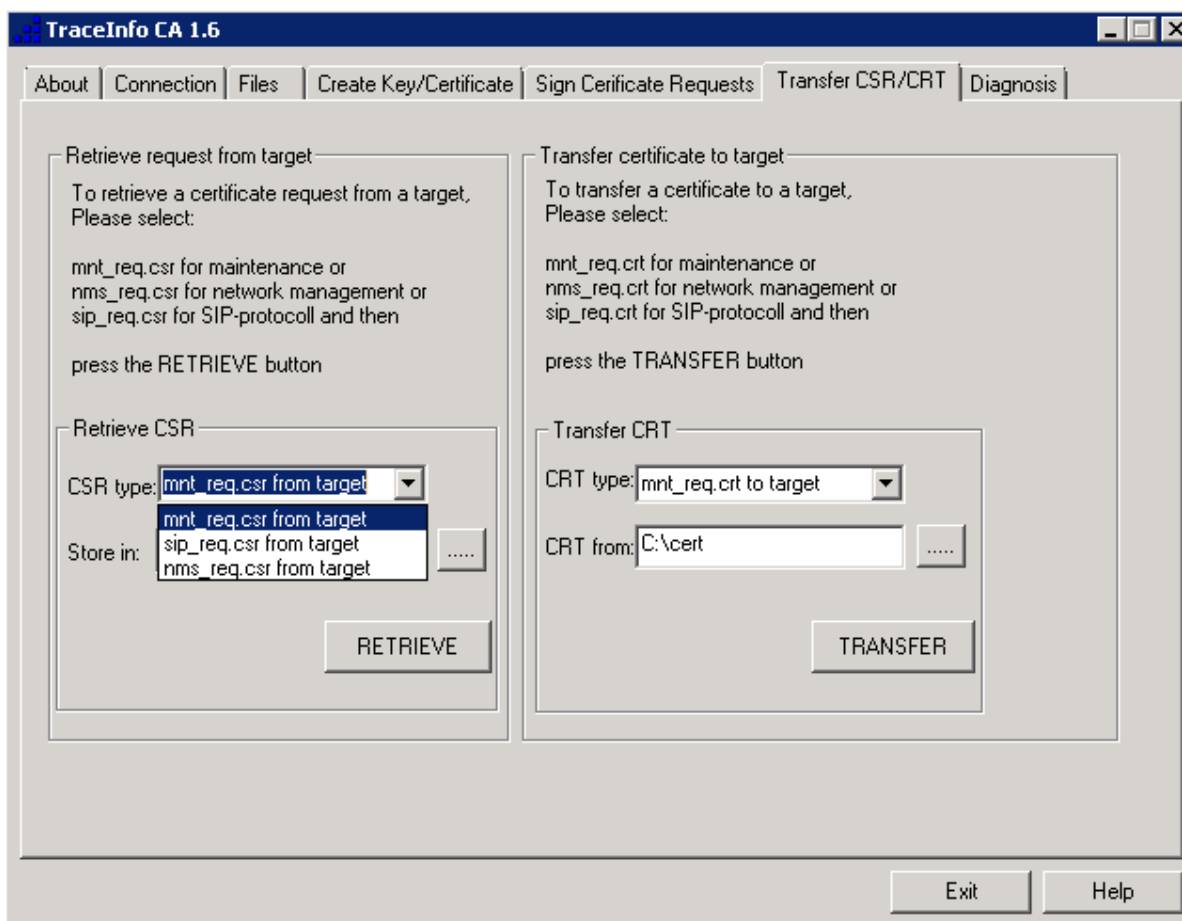 TraceInfo CA 1.6
About
Connection
Files
Create Key/Certificate
Sign Cerificate Requests
Transfer CSR/CRT
Diagnosis
Retrieve request from target
To retrieve a certificate request from a target,
Please select:
mnt_req.csr for maintenance or
nms_req.csr for network management or
sip_req.csr for SIP-protocoll and then
press the RETRIEVE button
Retrieve CSR
CSR type:
mnt_req.csr from target
mnt_req.csr from target
sip_req.csr from target
nms_req.csr from target
Store in:
.....
RETRIEVE
Transfer certificate to target
To transfer a certificate to a target,
Please select:
mnt_req.crt for maintenance or
nms_req.crt for network management or
sip_req.crt for SIP-protocoll and then
press the TRANSFER button
Transfer CRT
CRT type:
mnt_req.crt to target
CRT from:
C:\cert
.....
TRANSFER
Exit
Help